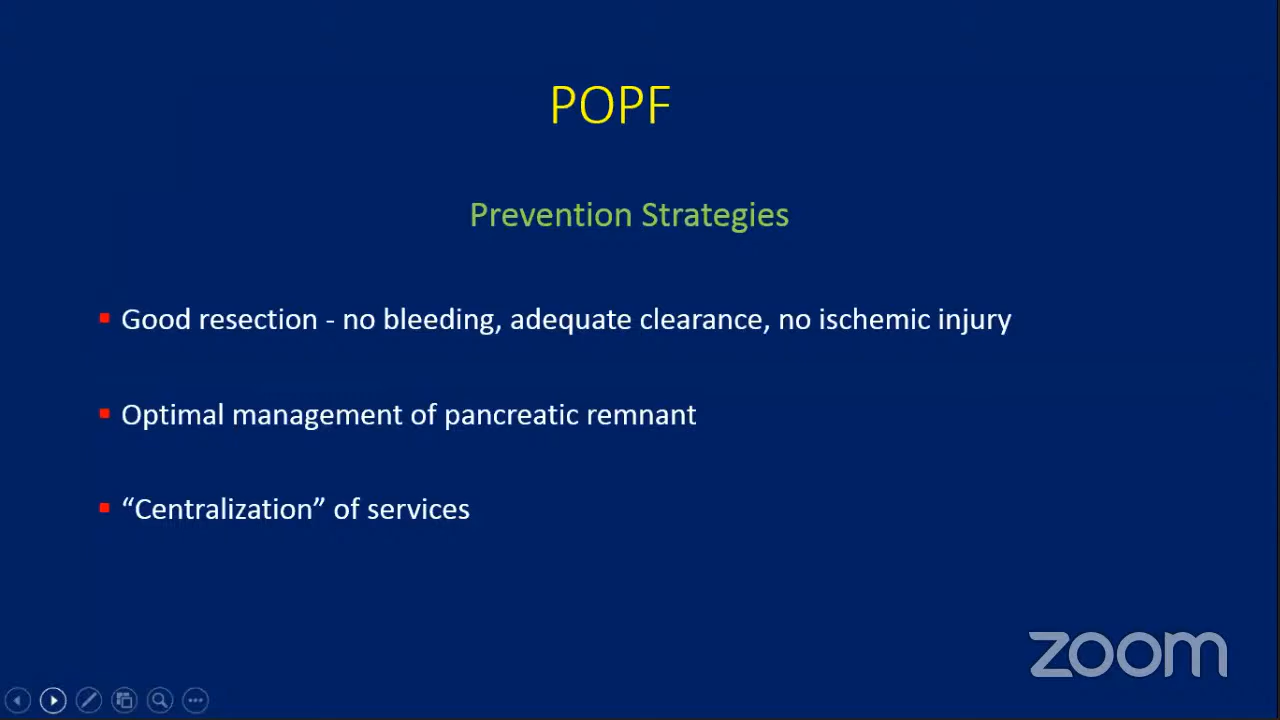 POPF
Prevention Strategies
Good resection - no bleeding, adequate clearance, no ischemic injury
Optimal management of pancreatic remnant
“Centralization” of services
zoom